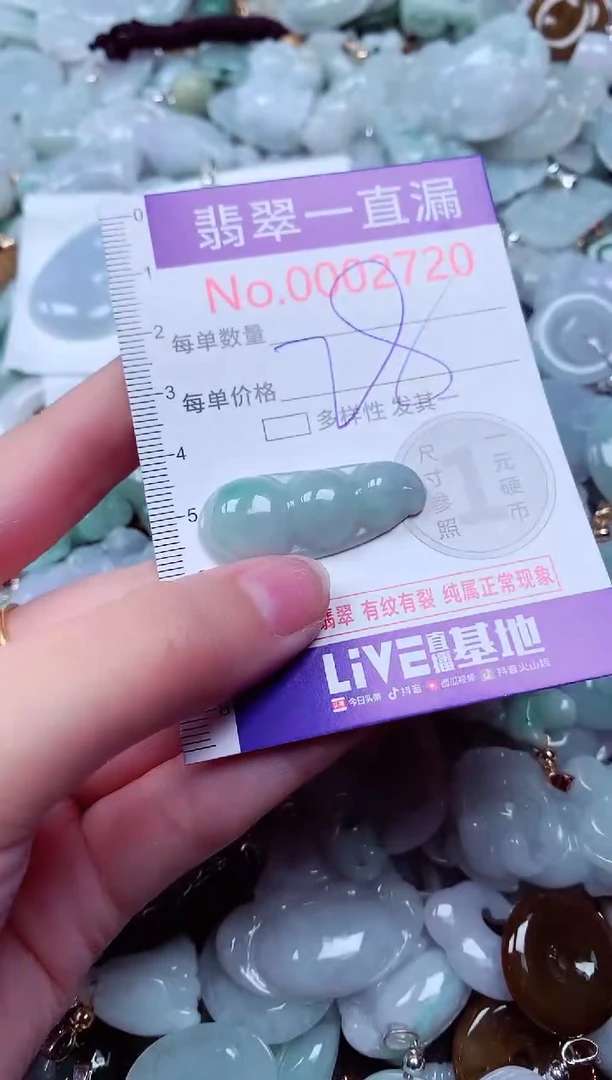 翡翠一直漏
No.0002720
每单数量
78
每单价格
多样性 发其一
尺寸参照
1
一元硬币
0
1
2
3
4
5
翡翠 有纹有裂 纯属正常现象
LiVE直播基地
今日头条 抖音 西瓜视频 抖音火山版